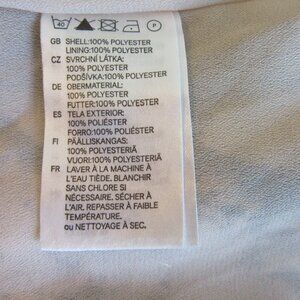 40 P
GB SHELL:100% POLYESTER
LINING:100% POLYESTER
CZ SVRCHNÍ LÁTKA:
100% POLYESTER
PODŠÍVKA:100% POLYESTER
DE OBERMATERIAL:
100% POLYESTER
FUTTER:100% POLYESTER
ES TELA EXTERIOR:
100% POLIÉSTER
FORRO:100% POLIÉSTER
FI PÄÄLLISKANGAS:
100% POLYESTERIÄ
VUORI:100% POLYESTERIÄ
FR LAVER À LA MACHINE À
L'EAU TIÈDE. BLANCHIR
SANS CHLORE SI
NÉCESSAIRE. SÉCHER À
L'AIR. REPASSER À FAIBLE
TEMPÉRATURE.
ou NETTOYAGE À SEC.